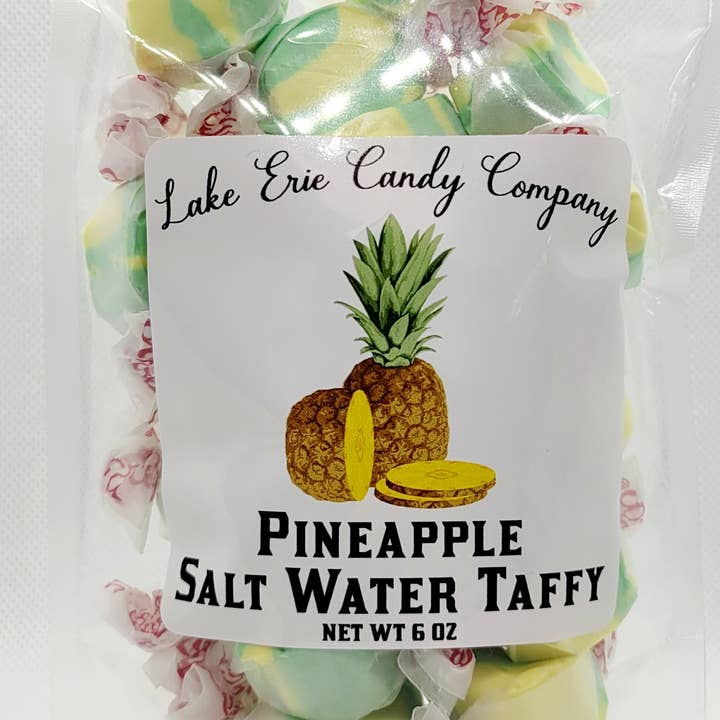 Lake Erie Candy Company
PINEAPPLE
SALT WATER TAFFY
NET WT 6 OZ